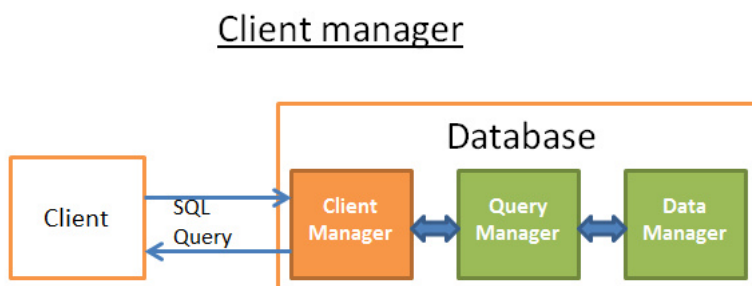 Client manager
Database
Client
SQL
Query
Client
Manager
Query
Manager
Data
Manager